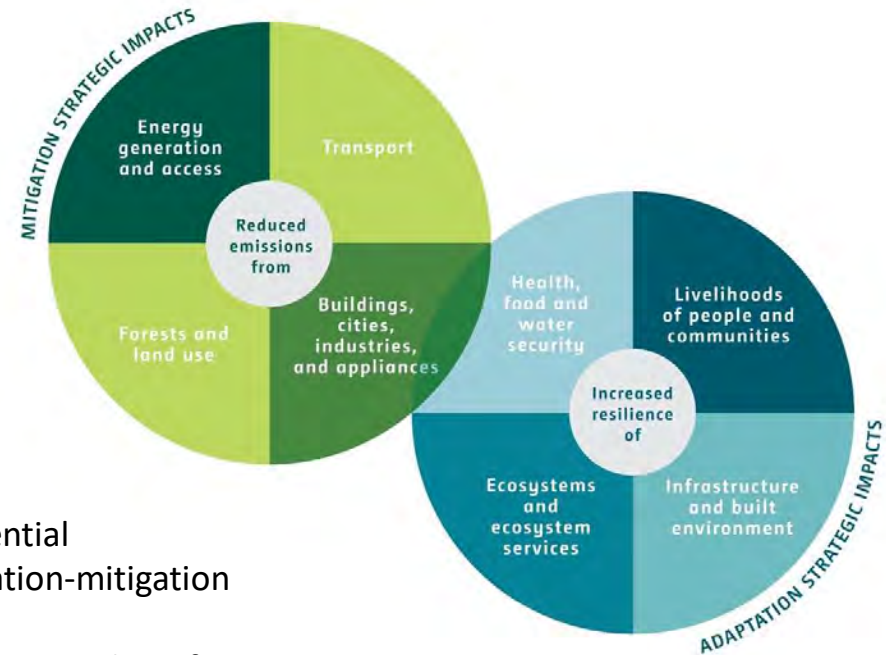 MITIGATION STRATEGIC IMPACTS
Energy
generation
and access
Transport
Reduced
emissions
from
Forests and
land use
Buildings,
cities,
industries,
and appliances
Health,
food and
water
security
Livelihoods
of people and
communities
Increased
resilience
of
Ecosystems
and
ecosystem
services
Infrastructure
and built
environment
ADAPTATION STRATEGIC IMPACTS
ential
ation-mitigation